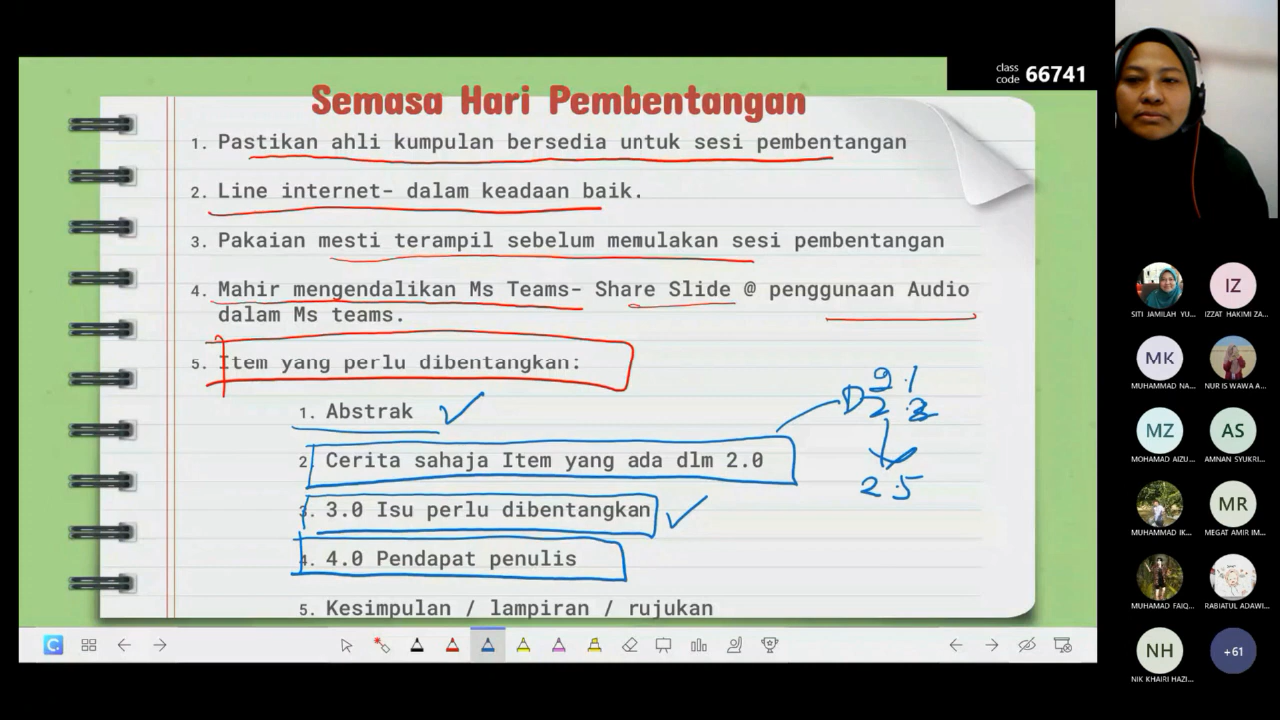 class
code 66741
Semasa Hari Pembentangan
1. Pastikan ahli kumpulan bersedia untuk sesi pembentangan
2. Line internet- dalam keadaan baik.
3. Pakaian mesti terampil sebelum memulakan sesi pembentangan
4. Mahir mengendalikan Ms Teams- Share Slide @ penggunaan Audio
dalam Ms teams.
5. Item yang perlu dibentangkan:
1. Abstrak
2. Cerita sahaja Item yang ada dlm 2.0
3. 3.0 Isu perlu dibentangkan
4. 4.0 Pendapat penulis
5. Kesimpulan / lampiran / rujukan
2.5
C
SITI JAMILAH YU...
IZ
IZZAT HAKIMI ZA...
MK
MUHAMMAD NA...
NUR IS WAWA A...
MZ
MOHAMAD AIZU...
AS
AMNAN SYUKRI...
MUHAMMAD IK...
MR
MEGAT AMIR IM...
MUHAMAD FAIQ...
RABIATUL ADAWI...
NH
NIK KHAIRI HAZI...
+61